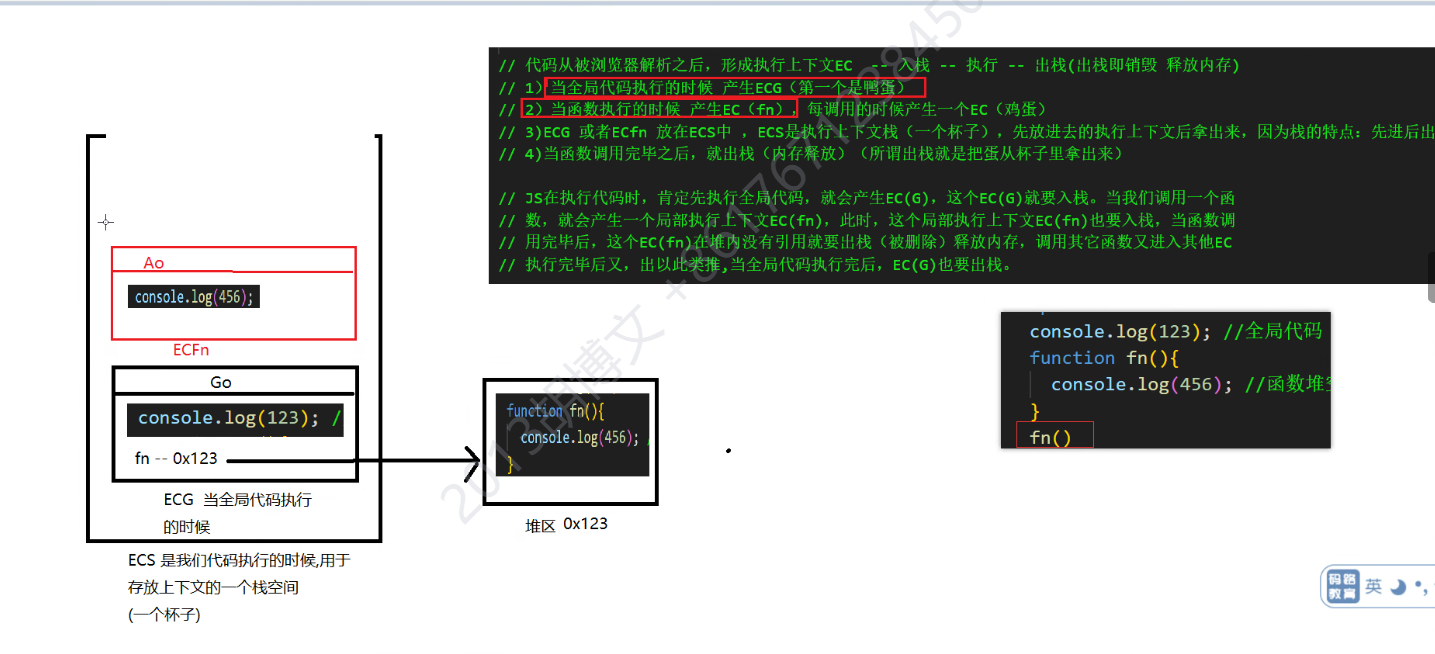 // 代码从被浏览器解析之后，形成执行上下文EC  -- 入栈 -- 执行 -- 出栈(出栈即销毁 释放内存)
// 1）当全局代码执行的时候 产生ECG（第一个是鸭蛋）
// 2）当函数执行的时候 产生EC（fn），每调用的时候产生一个EC（鸡蛋）
// 3)ECG 或者ECfn 放在ECS中 ，ECS是执行上下文栈（一个杯子），先放进去的执行上下文后拿出来，因为栈的特点：先进后出
// 4)当函数调用完毕之后，就出栈（内存释放）（所谓出栈就是把蛋从杯子里拿出来）
// JS在执行代码时，肯定先执行全局代码，就会产生EC(G)，这个EC(G)就要入栈。当我们调用一个函
// 数，就会产生一个局部执行上下文EC(fn)，此时，这个局部执行上下文EC(fn)也要入栈，当函数调
// 用完毕后，这个EC(fn)在堆内没有引用就要出栈（被删除）释放内存，调用其它函数又进入其他EC
// 执行完毕后又，出以此类推,当全局代码执行完后，EC(G)也要出栈。
Ao
console.log(456);
ECFn
Go
console.log(123); /
fn -- 0x123
ECG 当全局代码执行
的时候
ECS 是我们代码执行的时候,用于
存放上下文的一个栈空间
(一个杯子)
function fn(){
console.log(456);
}
堆区 0x123
console.log(123); //全局代码
function fn(){
console.log(456); //函数堆
}
fn()
码路
教育
英